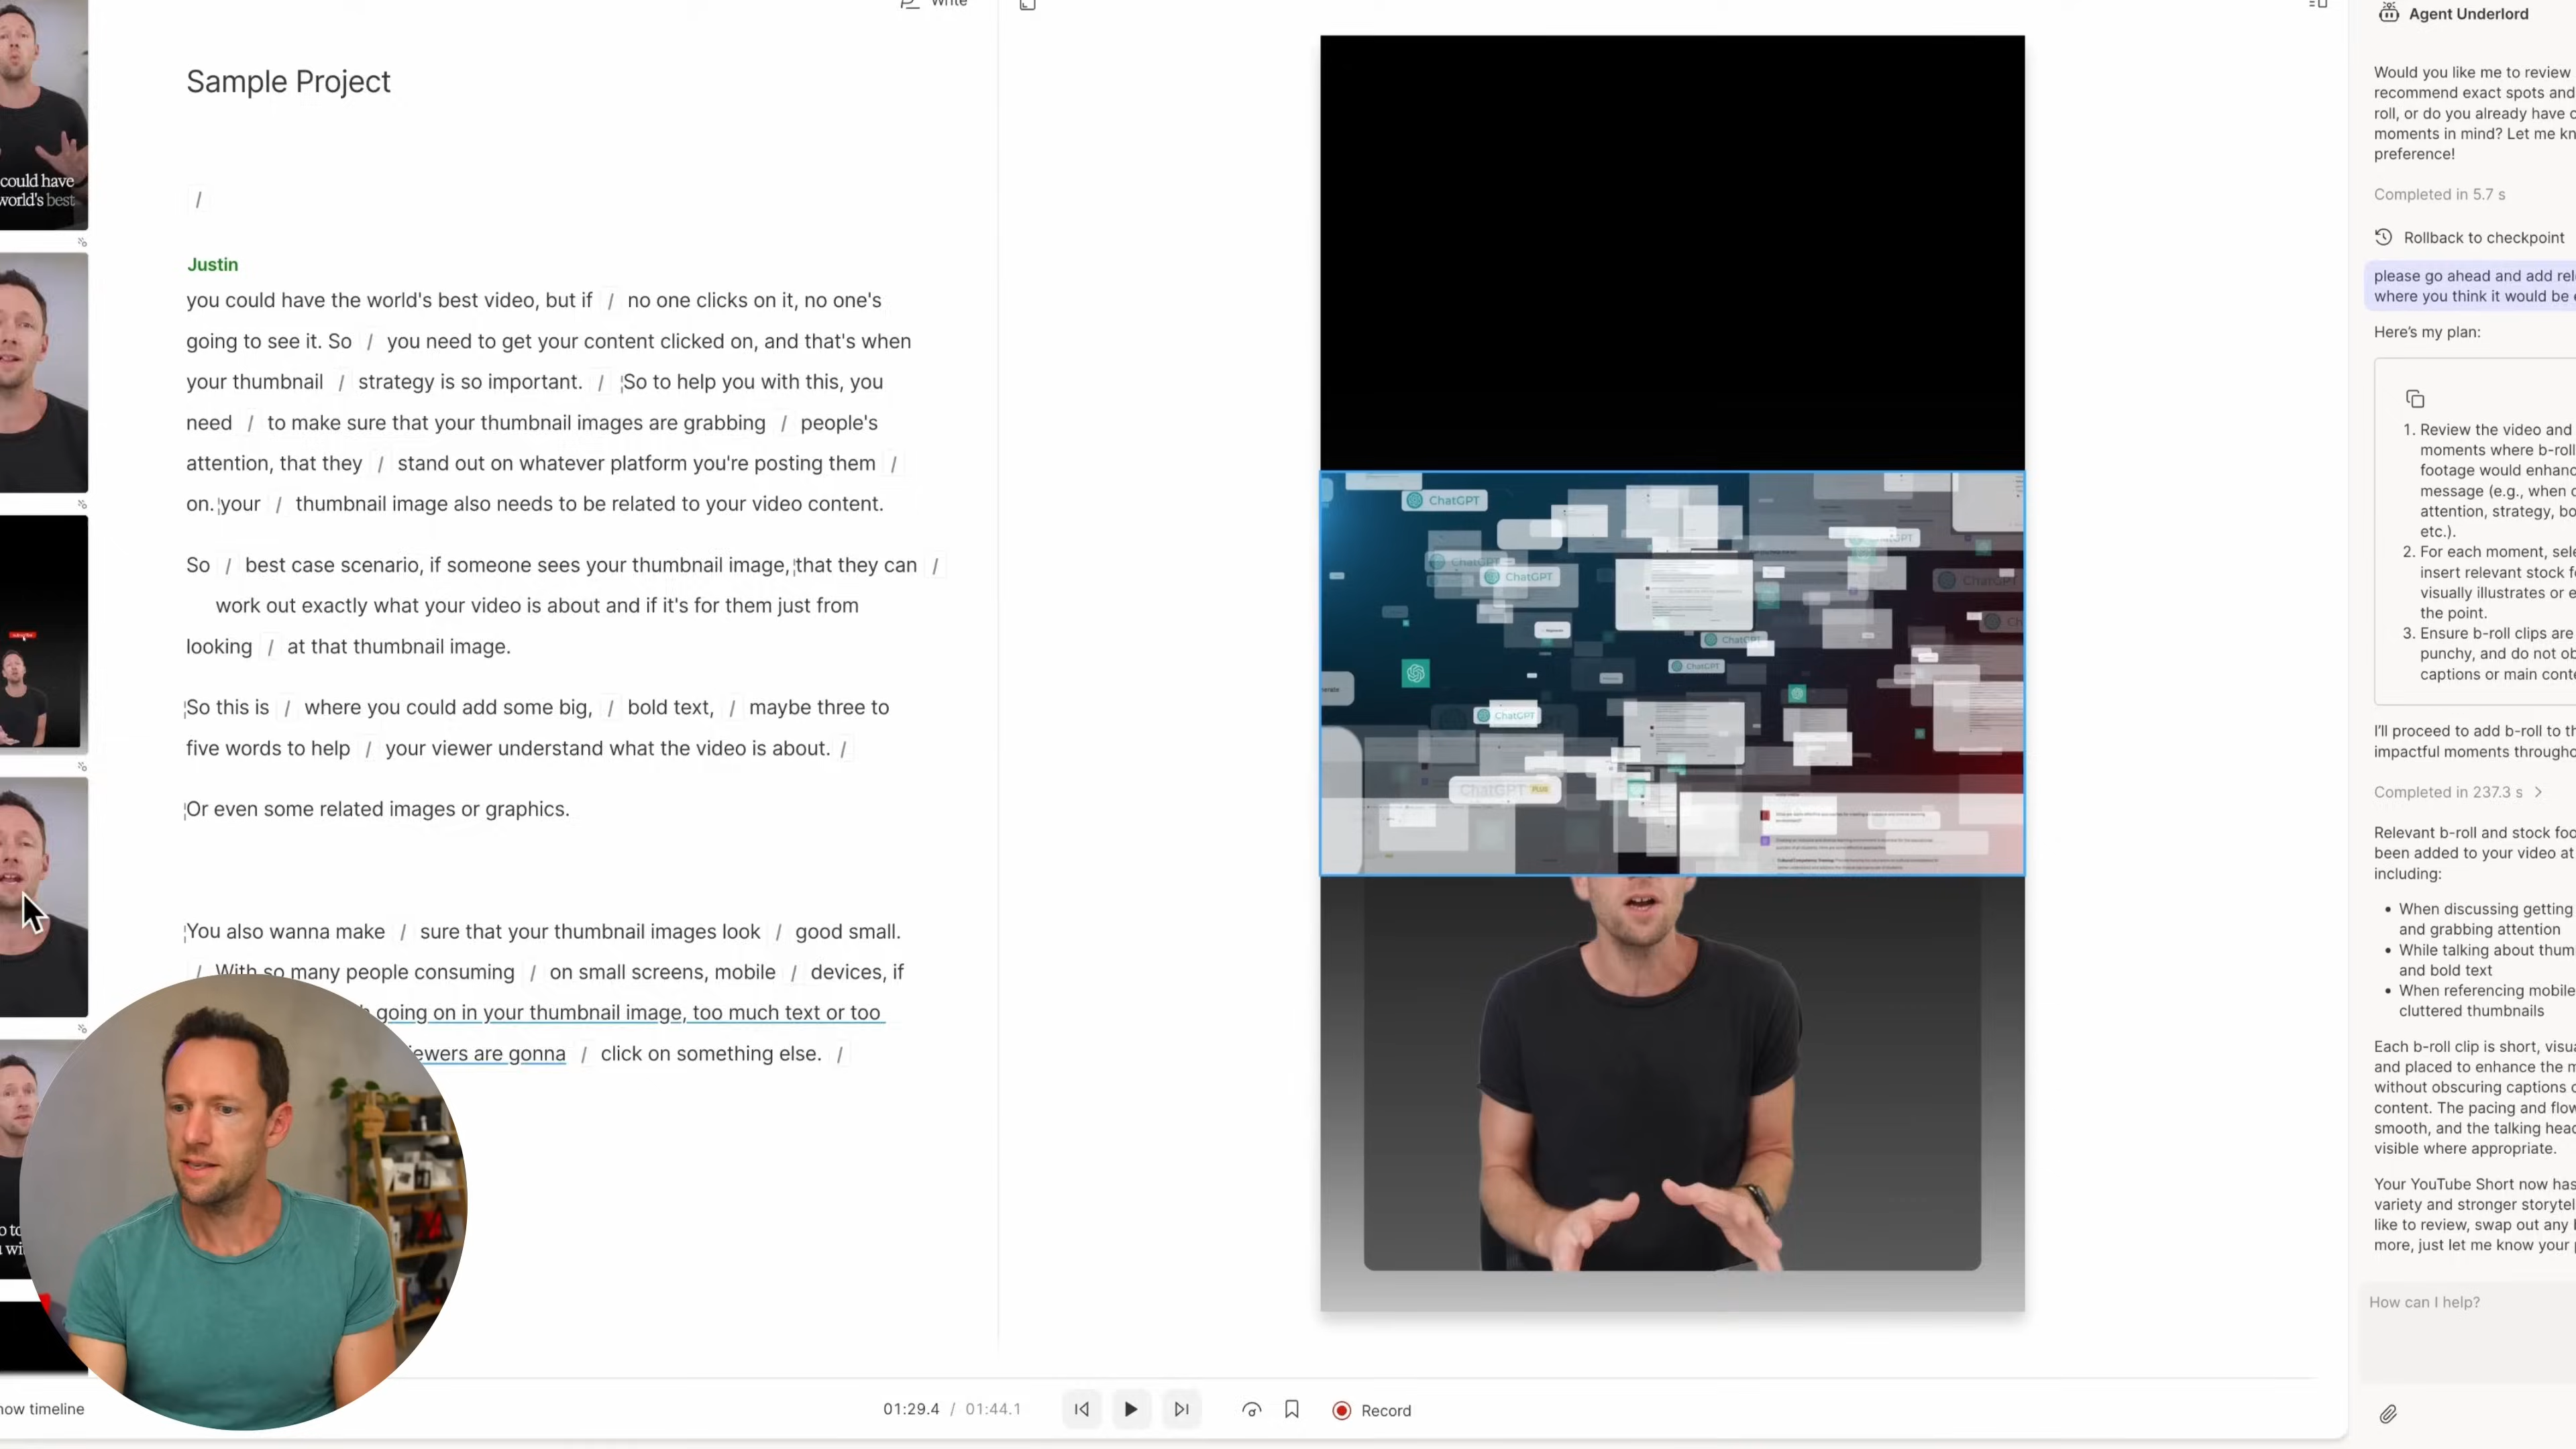 Write
Sample Project
/
Justin
you could have the world's best video, but if / no one clicks on it, no one's
going to see it. So / you need to get your content clicked on, and that's when
your thumbnail / strategy is so important. / So to help you with this, you
need / to make sure that your thumbnail images are grabbing / people's
attention, that they / stand out on whatever platform you're posting them /
on. your / thumbnail image also needs to be related to your video content.
So / best case scenario, if someone sees your thumbnail image, that they can /
work out exactly what your video is about and if it's for them just from
looking / at that thumbnail image.
So this is / where you could add some big, / bold text, / maybe three to
five words to help / your viewer understand what the video is about. /
Or even some related images or graphics.
You also wanna make / sure that your thumbnail images look / good small.
/ With so many people consuming / on small screens, mobile / devices, if
going on in your thumbnail image, too much text or too
viewers are gonna / click on something else. /
could have
world's best
ChatGPT
ChatGPT
ChatGPT
ChatGPT
ChatGPT
ChatGPT
ChatGPT
ChatGPT PLUS
01:29.4 / 01:44.1
Record
now timeline
Agent Underlord
Would you like me to review
recommend exact spots and
roll, or do you already have
moments in mind? Let me
preference!
Completed in 5.7 s
Rollback to checkpoint
please go ahead and add
where you think it would be
Here's my plan:
1. Review the video and
moments where b-roll
footage would enhance
message (e.g., when
attention, strategy,
etc.).
2. For each moment,
insert relevant stock
visually illustrates or
the point.
3. Ensure b-roll clips are
punchy, and do not
captions or main
I'll proceed to add b-roll to
impactful moments
Completed in 237.3 s >
Relevant b-roll and stock
been added to your video at
including:
• When discussing getting
and grabbing attention
• While talking about
and bold text
• When referencing mobile
cluttered thumbnails
Each b-roll clip is short,
and placed to enhance the
without obscuring captions
content. The pacing and
smooth, and the talking
visible where appropriate.
Your YouTube Short now has
variety and stronger
like to review, swap out any
more, just let me know your
How can I help?